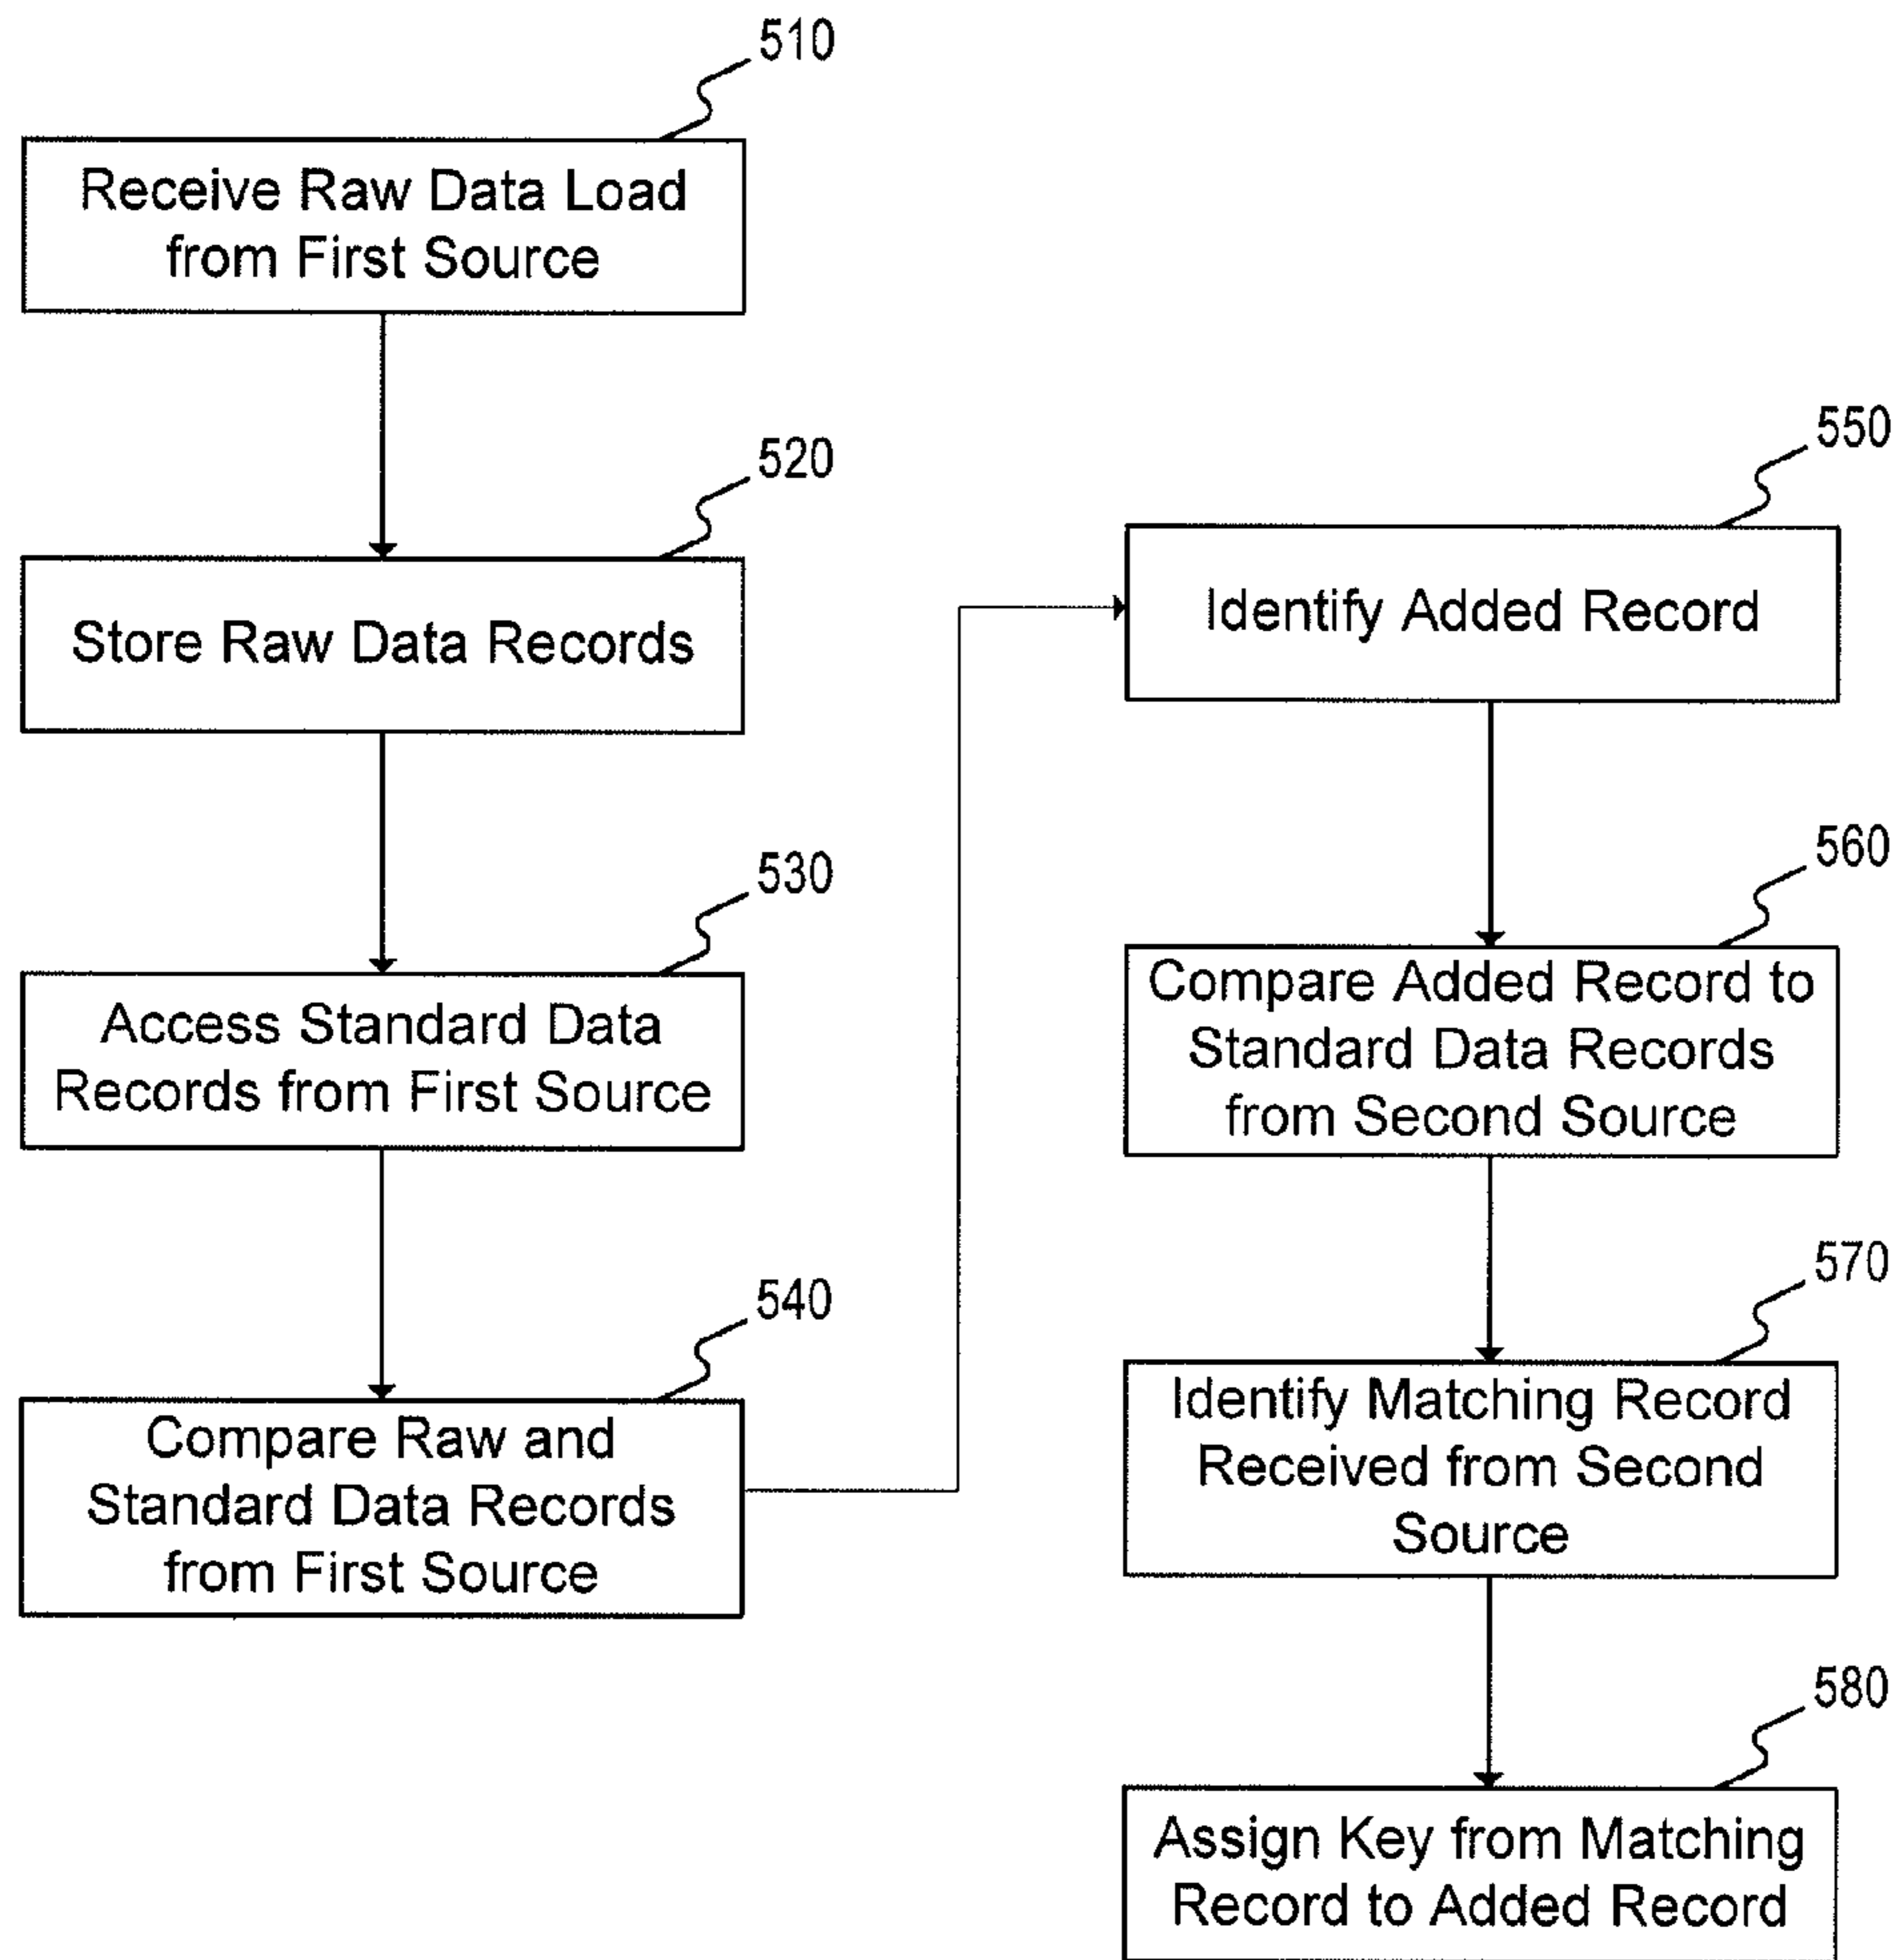 510
Receive Raw Data Load
from First Source
520
Store Raw Data Records
530
Access Standard Data
Records from First Source
540
Compare Raw and
Standard Data Records
from First Source
550
Identify Added Record
560
Compare Added Record to
Standard Data Records
from Second Source
570
Identify Matching Record
Received from Second
Source
580
Assign Key from Matching
Record to Added Record